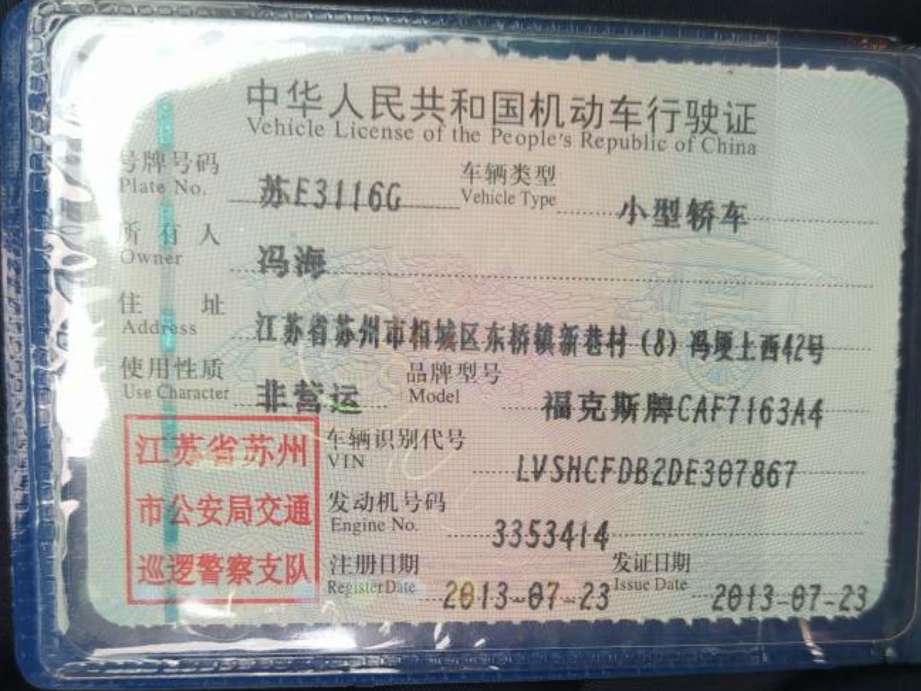 中华人民共和国机动车行驶证
Vehicle License of the People's Republic of China
号牌号码 苏E3116G 车辆类型 小型轿车
Plate No. Vehicle Type
所有人 冯海
Owner
住址 江苏省苏州市相城区东桥镇新巷村(8)冯埂上西42号
Address
使用性质 非营运 品牌型号 福克斯牌CAF7163A4
Use Character Model
江苏省苏州
市公安局交通
巡逻警察支队
车辆识别代号 LVSHCFDB2DE307867
VIN
发动机号码 3353414
Engine No.
注册日期 2013-07-23 发证日期 2013-07-23
Register Date Issue Date